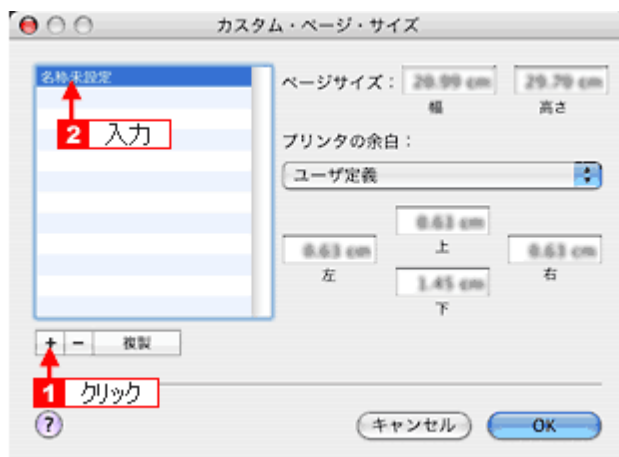 カスタム・ページ・サイズ
名称未設定
2 入力
ページサイズ： 20.99 cm 29.70 cm
幅 高さ
プリンタの余白：
ユーザ定義
0.63 cm
上
0.63 cm 0.63 cm
左 右
1.45 cm
下
+ − 複製
1 クリック
? キャンセル OK